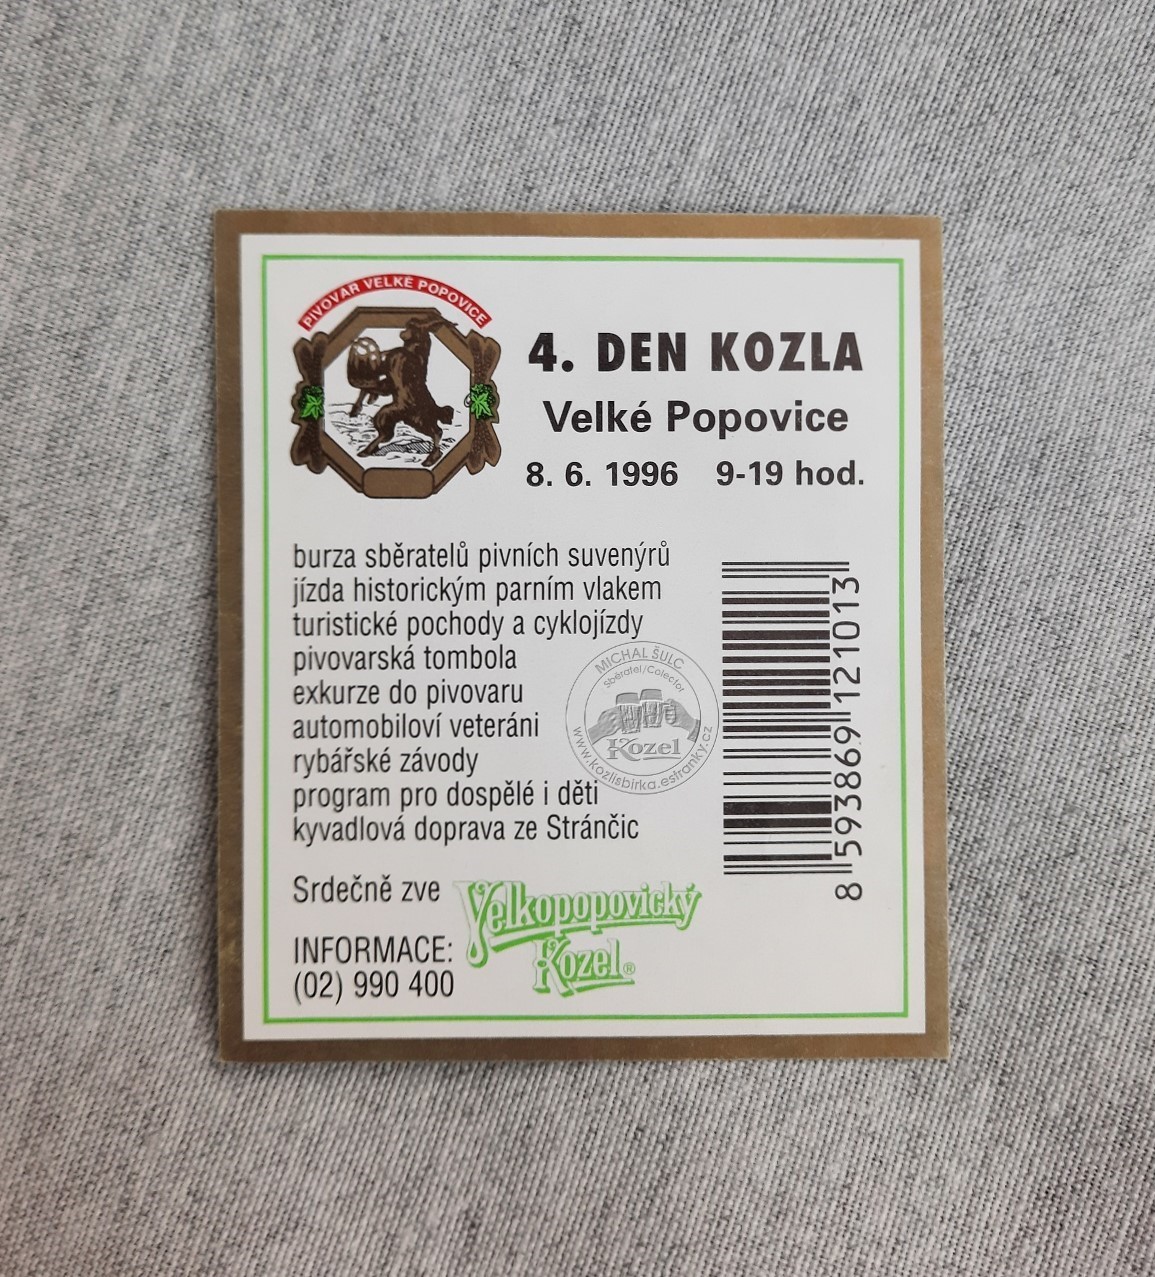 PIVOVAR VELKÉ POPOVICE
4. DEN KOZLA
Velké Popovice
8. 6. 1996 9-19 hod.
burza sběratelů pivních suvenýrů
jízda historickým parním vlakem
turistické pochody a cyklojízdy
pivovarská tombola
exkurze do pivovaru
automobiloví veteráni
rybářské závody
program pro dospělé i děti
kyvadlová doprava ze Stránčic
Srdečně zve Velkopopovický
Kozel®
INFORMACE:
(02) 990 400
8 593869 121013
MICHAL ŠULC
Sběratel/Colector
Kozel
www.kozlisbirka.estranky.cz